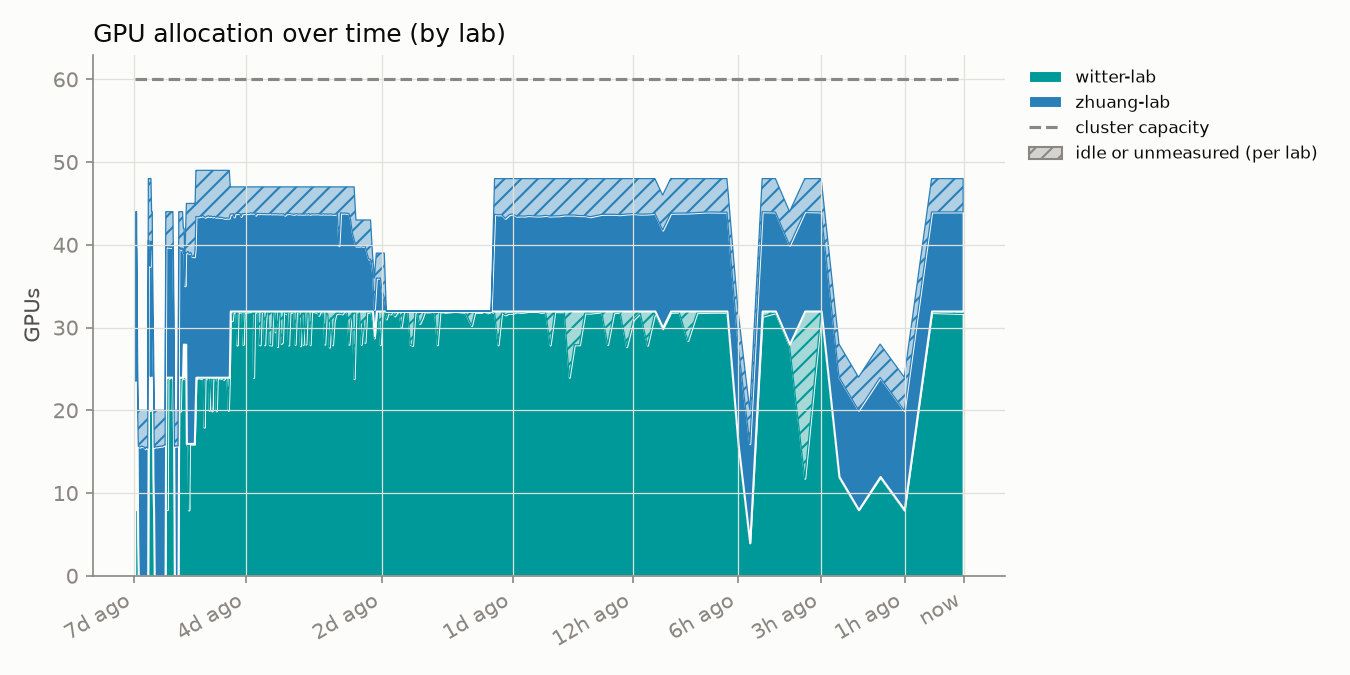 GPU allocation over time (by lab)
witter-lab
zhuang-lab
cluster capacity
idle or unmeasured (per lab)
GPUs
60
50
40
30
20
10
0
7d ago
4d ago
2d ago
1d ago
12h ago
6h ago
3h ago
1h ago
now